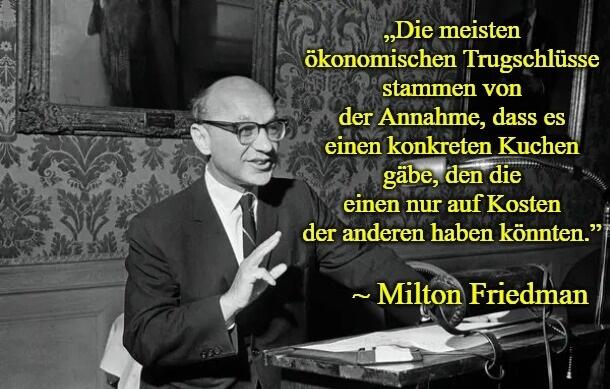 „Die meisten
ökonomischen Trugschlüsse
stammen von
der Annahme, dass es
einen konkreten Kuchen
gäbe, den die
einen nur auf Kosten
der anderen haben könnten.”
~ Milton Friedman